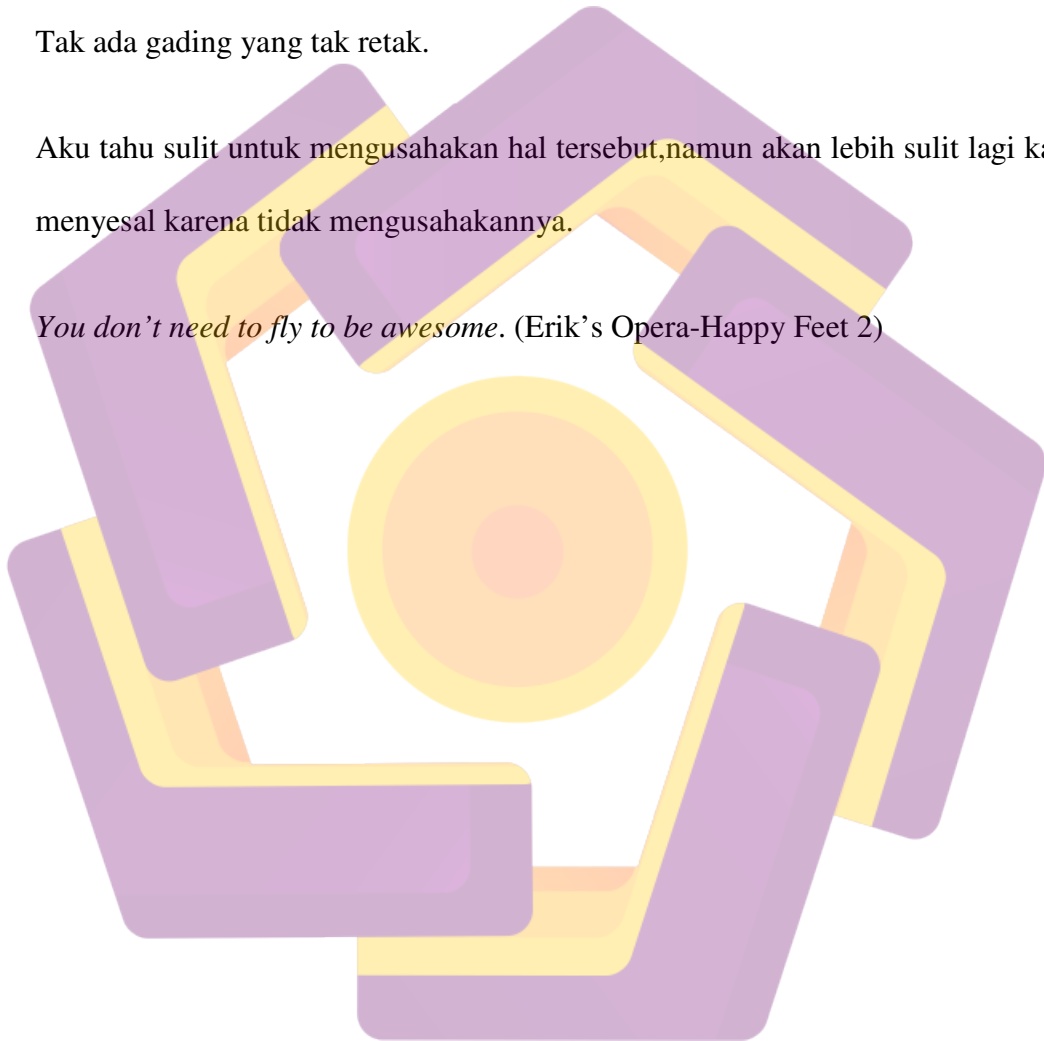 Tak ada gading yang tak retak.
Aku tahu sulit untuk mengusahakan hal tersebut,namun akan lebih sulit lagi
menyesal karena tidak mengusahakannya.
You don’t need to fly to be awesome. (Erik’s Opera-Happy Feet 2)